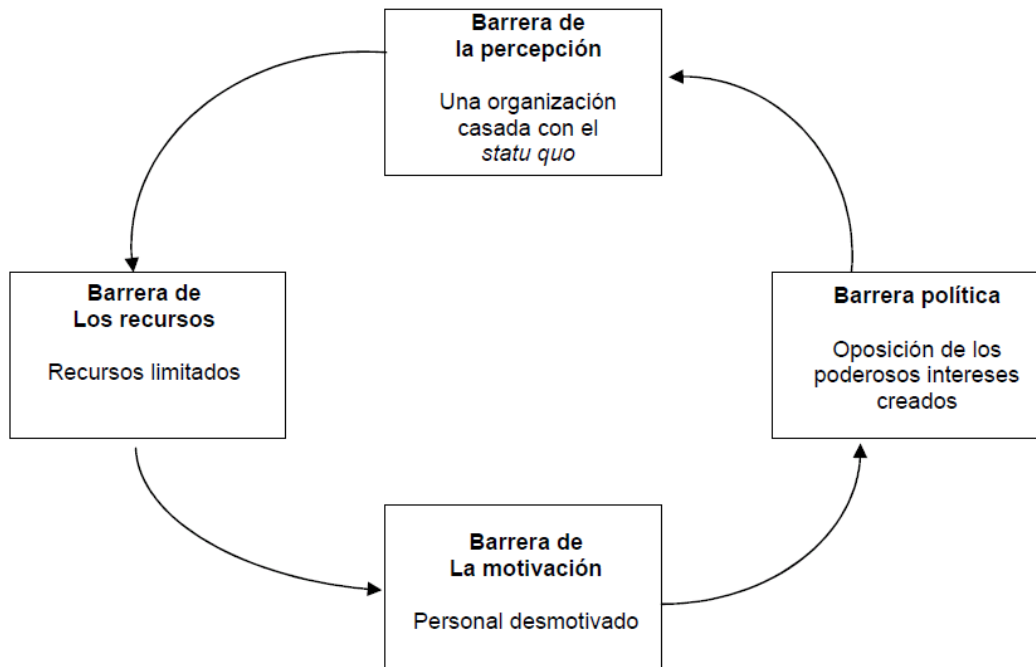 Barrera de
la percepción
Una organización
casada con el
statu quo
Barrera de
Los recursos
Recursos limitados
Barrera política
Oposición de los
poderosos intereses
creados
Barrera de
La motivación
Personal desmotivado